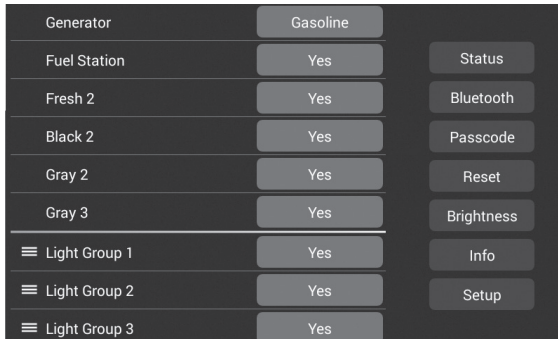 Generator Gasoline
Fuel Station Yes
Status
Fresh 2 Yes
Bluetooth
Black 2 Yes
Passcode
Gray 2 Yes
Reset
Gray 3 Yes
Brightness
Light Group 1 Yes
Info
Light Group 2 Yes
Setup
Light Group 3 Yes